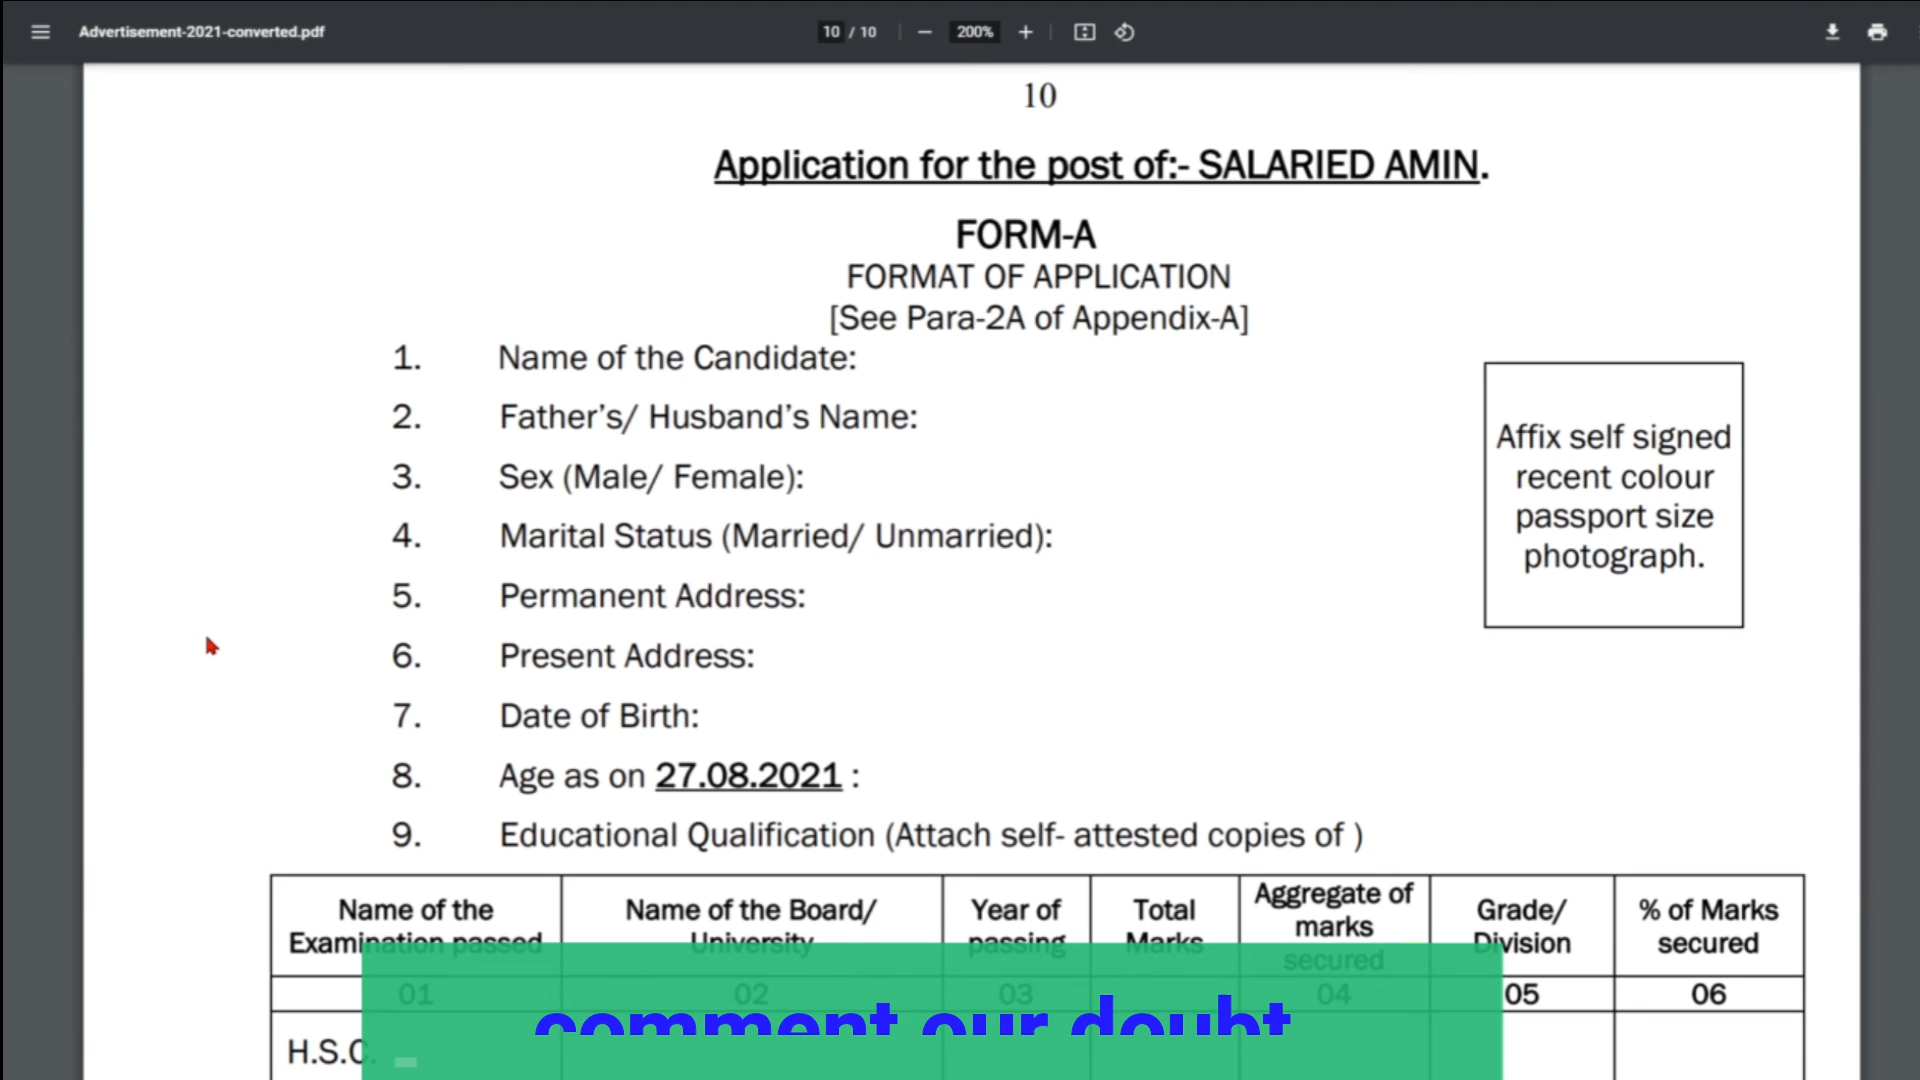 Advertisement-2021-converted.pdf
10 / 10
200%
10
Application for the post of:- SALARIED AMIN.
FORM-A
FORMAT OF APPLICATION
[See Para-2A of Appendix-A]
1. Name of the Candidate:
2. Father's/ Husband's Name:
3. Sex (Male/ Female):
4. Marital Status (Married/ Unmarried):
5. Permanent Address:
6. Present Address:
7. Date of Birth:
8. Age as on 27.08.2021 :
9. Educational Qualification (Attach self- attested copies of )
Affix self signed
recent colour
passport size
photograph.
Name of the
Examination passed
Name of the Board/
University
Year of
passing
Total
Marks
Aggregate of
marks
secured
Grade/
Division
% of Marks
secured
01 02 03 04 05 06
H.S.C.
comment our doubt